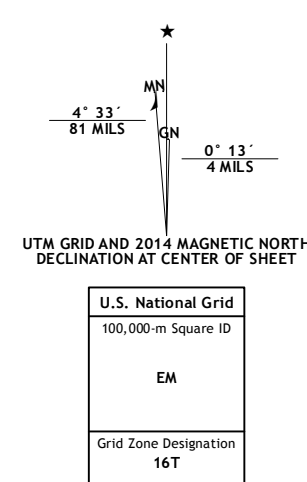 ★
MN
GN
4° 33´
81 MILS
0° 13´
4 MILS
UTM GRID AND 2014 MAGNETIC NORTH
DECLINATION AT CENTER OF SHEET
U.S. National Grid
100,000-m Square ID
EM
Grid Zone Designation
16T